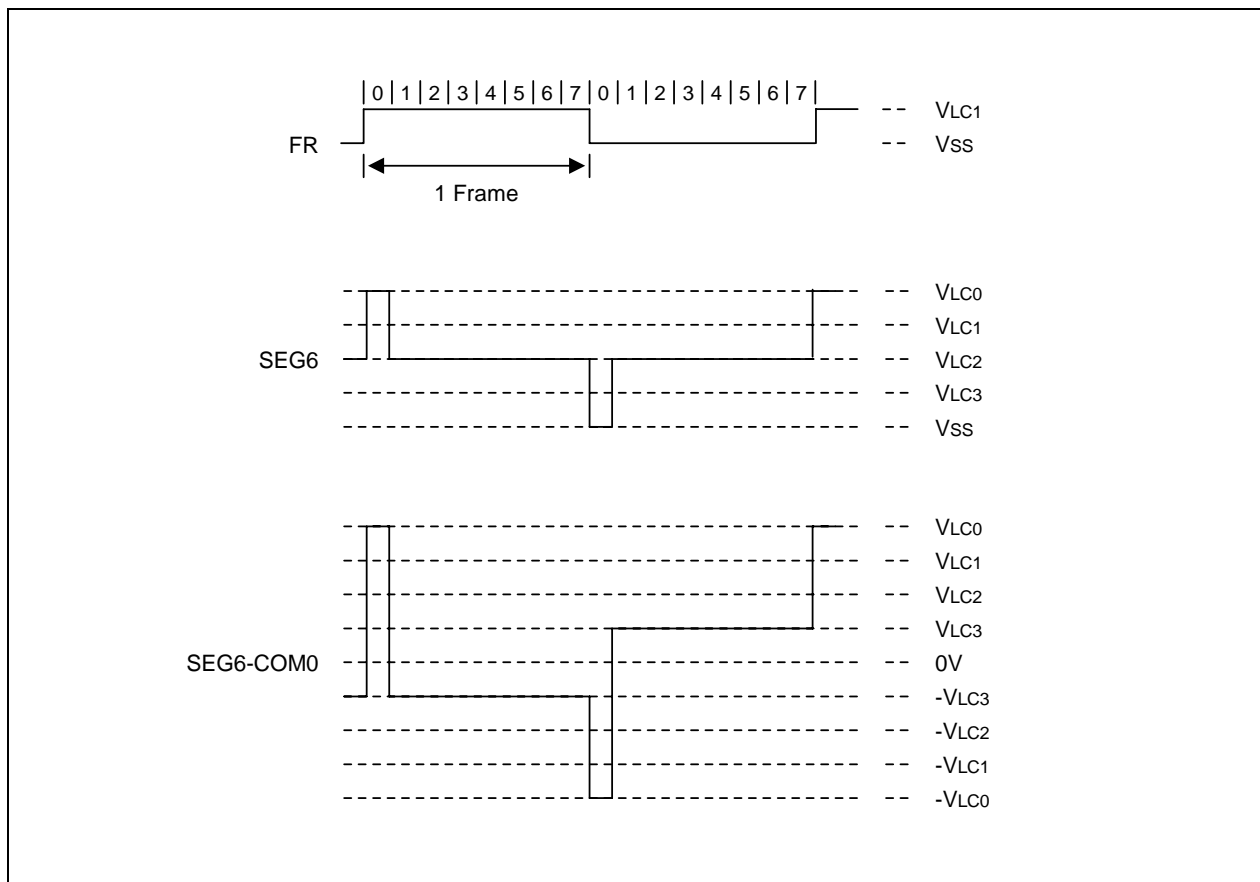 0 1 2 3 4 5 6 7 0 1 2 3 4 5 6 7
VLC1
FR
VSS
1 Frame
VLC0
VLC1
SEG6
VLC2
VLC3
VSS
VLC0
VLC1
VLC2
VLC3
SEG6-COM0
0V
-VLC3
-VLC2
-VLC1
-VLC0